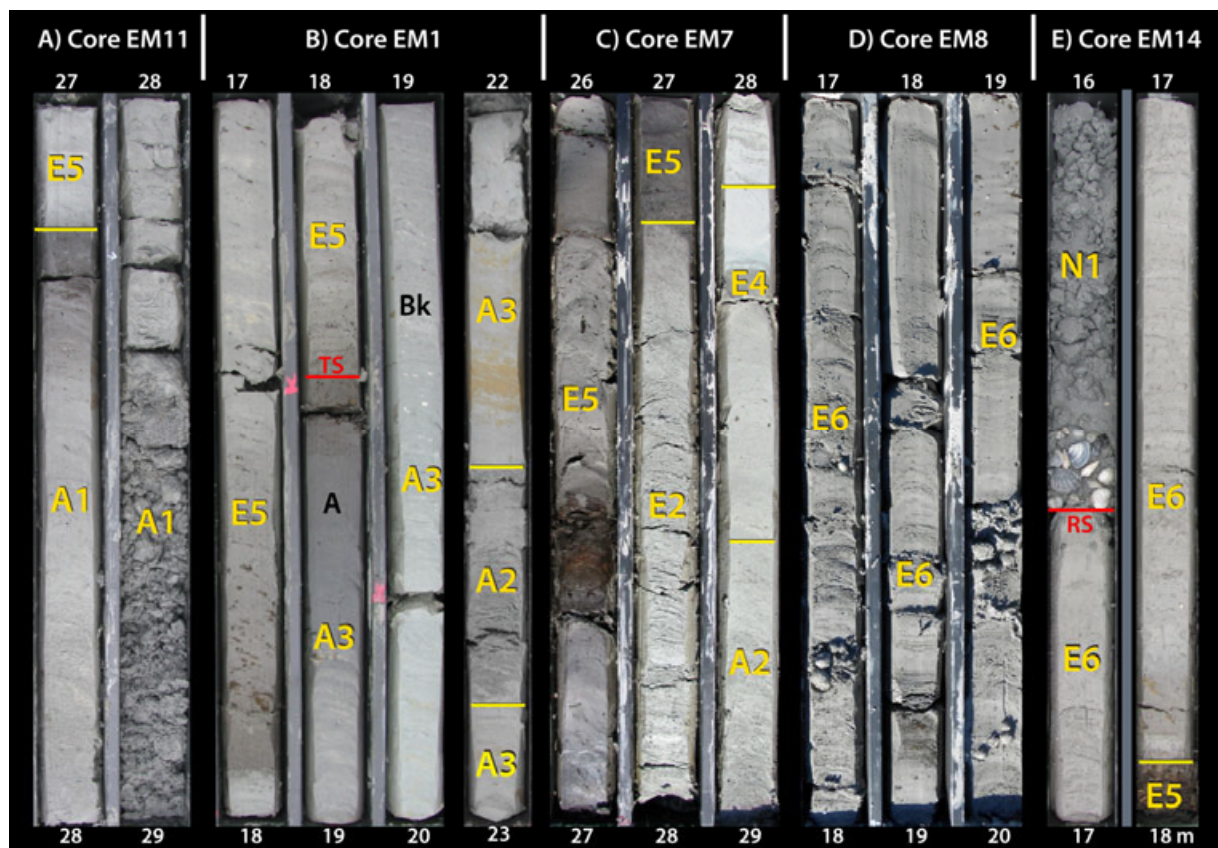 A) Core EM11 B) Core EM1 C) Core EM7 D) Core EM8 E) Core EM14
27 28 17 18 19 22 26 27 28 17 18 19 16 17
E5
A1
A1
E5
E5
TS
A
A3
Bk
A3
A3
A2
A3
E5
E5
E2
E4
A2
E6
E6
E6
N1
RS
E6
E6
E5
28 29 18 19 20 23 27 28 29 18 19 20 17 18 m